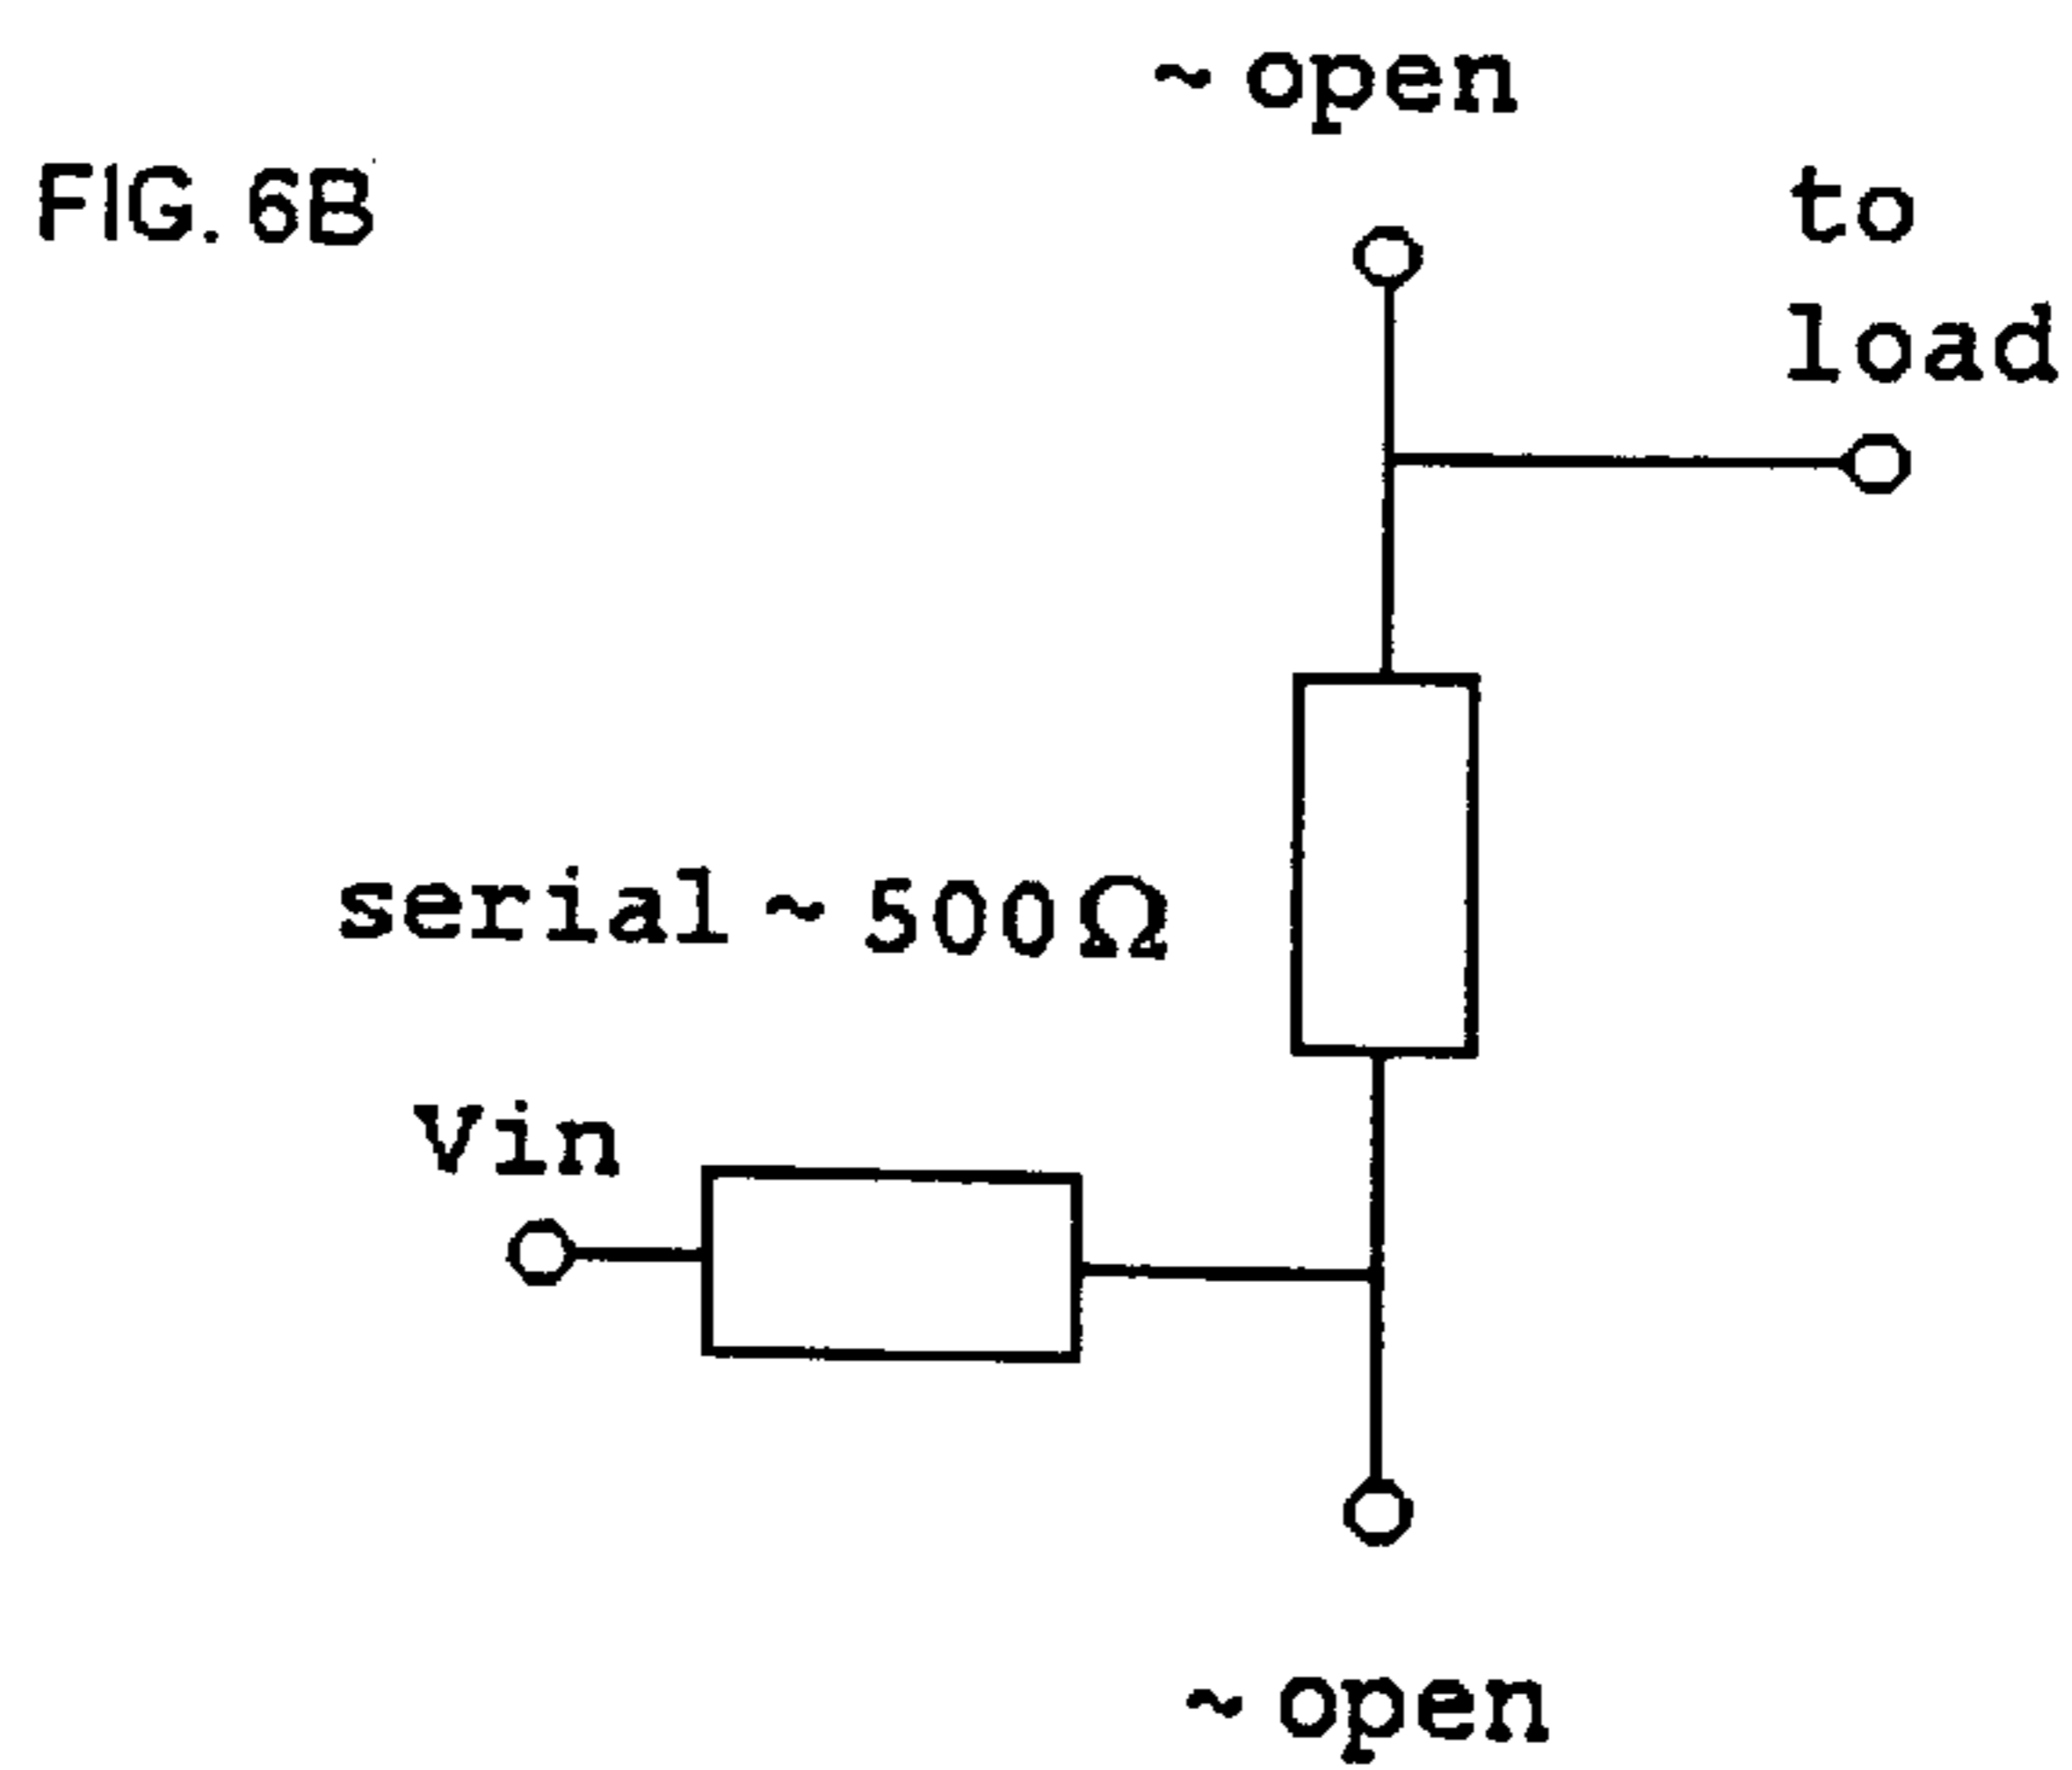 ~ open
FIG. 6B
to
load
serial ~ 500Ω
Vin
~ open